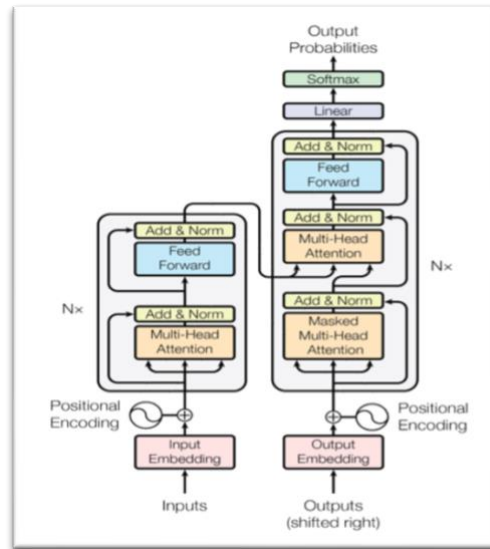 Output
Probabilities
Softmax
Linear
Add & Norm
Feed
Forward
Add & Norm
Multi-Head
Attention
Nx
Add & Norm
Masked
Multi-Head
Attention
Positional
Encoding
Output
Embedding
Outputs
(shifted right)
Add & Norm
Feed
Forward
Nx
Add & Norm
Multi-Head
Attention
Positional
Encoding
Input
Embedding
Inputs